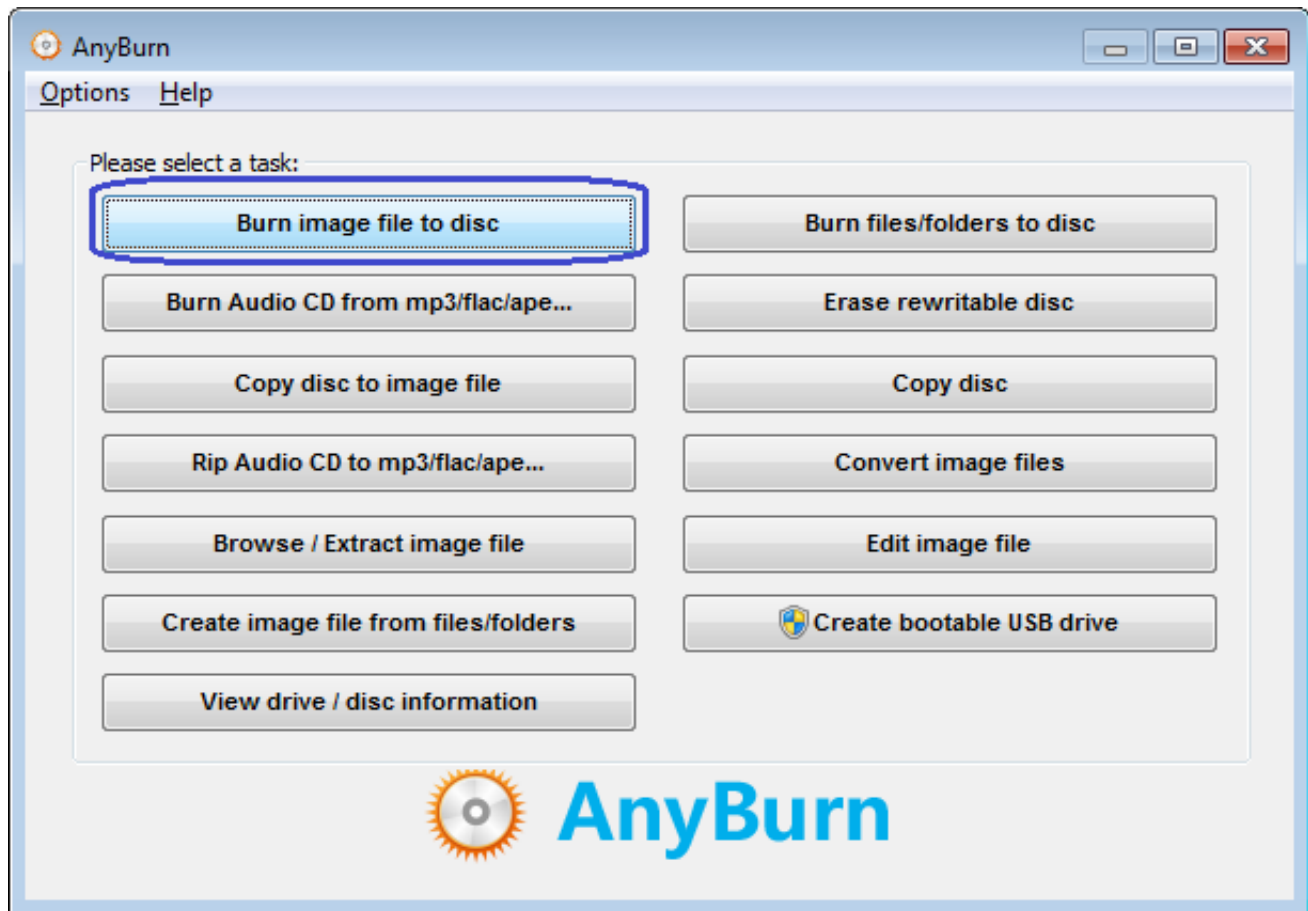 AnyBurn
Options Help
Please select a task:
Burn image file to disc
Burn files/folders to disc
Burn Audio CD from mp3/flac/ape...
Erase rewritable disc
Copy disc to image file
Copy disc
Rip Audio CD to mp3/flac/ape...
Convert image files
Browse / Extract image file
Edit image file
Create image file from files/folders
Create bootable USB drive
View drive / disc information
AnyBurn